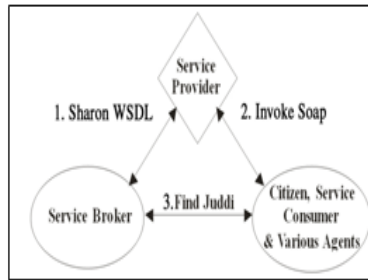 Service
Provider
1. Sharon WSDL
2. Invoke Soap
Service Broker
3.Find Juddi
Citizen, Service
Consumer
& Various Agents